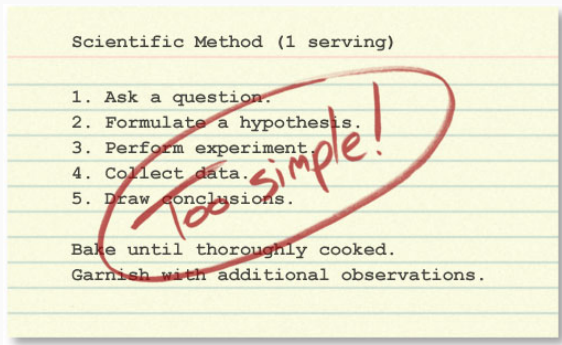 Scientific Method (1 serving)
1. Ask a question.
2. Formulate a hypothesis.
3. Perform experiment.
4. Collect data.
5. Draw conclusions.
Too simple!
Bake until thoroughly cooked.
Garnish with additional observations.